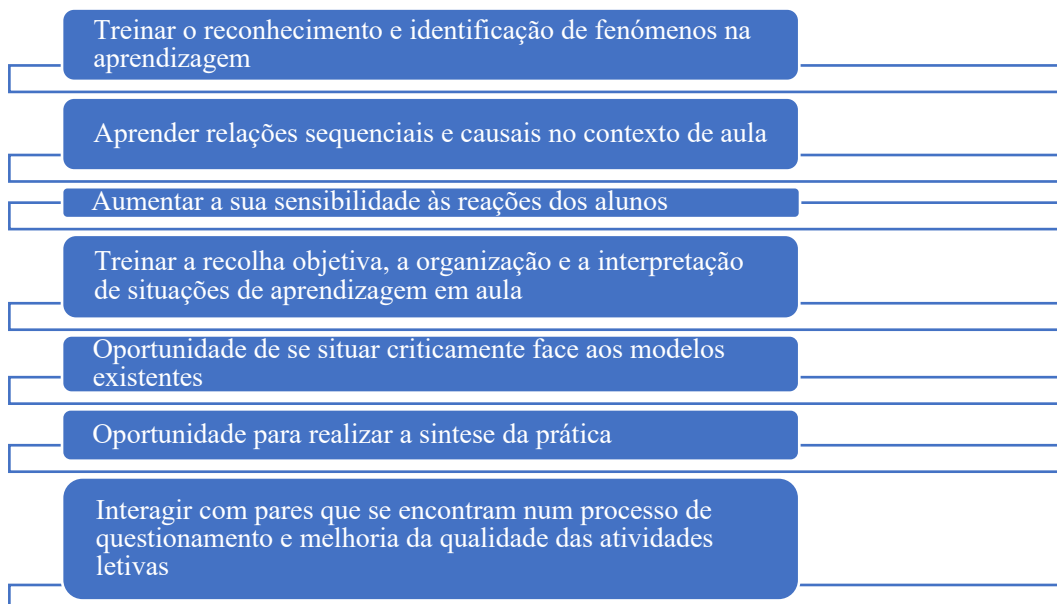 Treinar o reconhecimento e identificação de fenómenos na
aprendizagem
Aprender relações sequenciais e causais no contexto de aula
Aumentar a sua sensibilidade às reações dos alunos
Treinar a recolha objetiva, a organização e a interpretação
de situações de aprendizagem em aula
Oportunidade de se situar criticamente face aos modelos
existentes
Oportunidade para realizar a sintese da prática
Interagir com pares que se encontram num processo de
questionamento e melhoria da qualidade das atividades
letivas